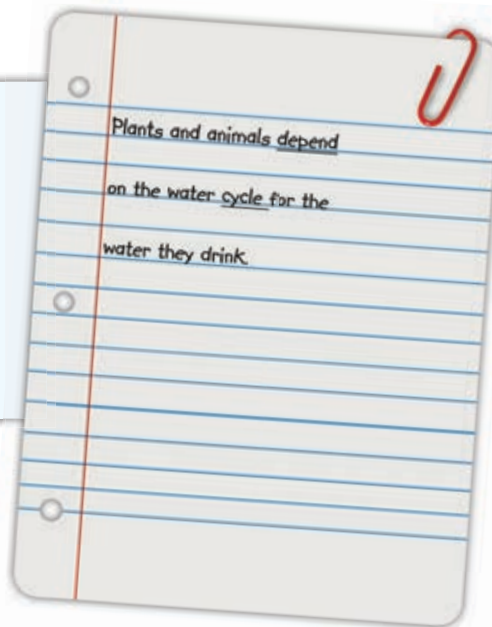 Plants and animals depend
on the water cycle for the
water they drink.